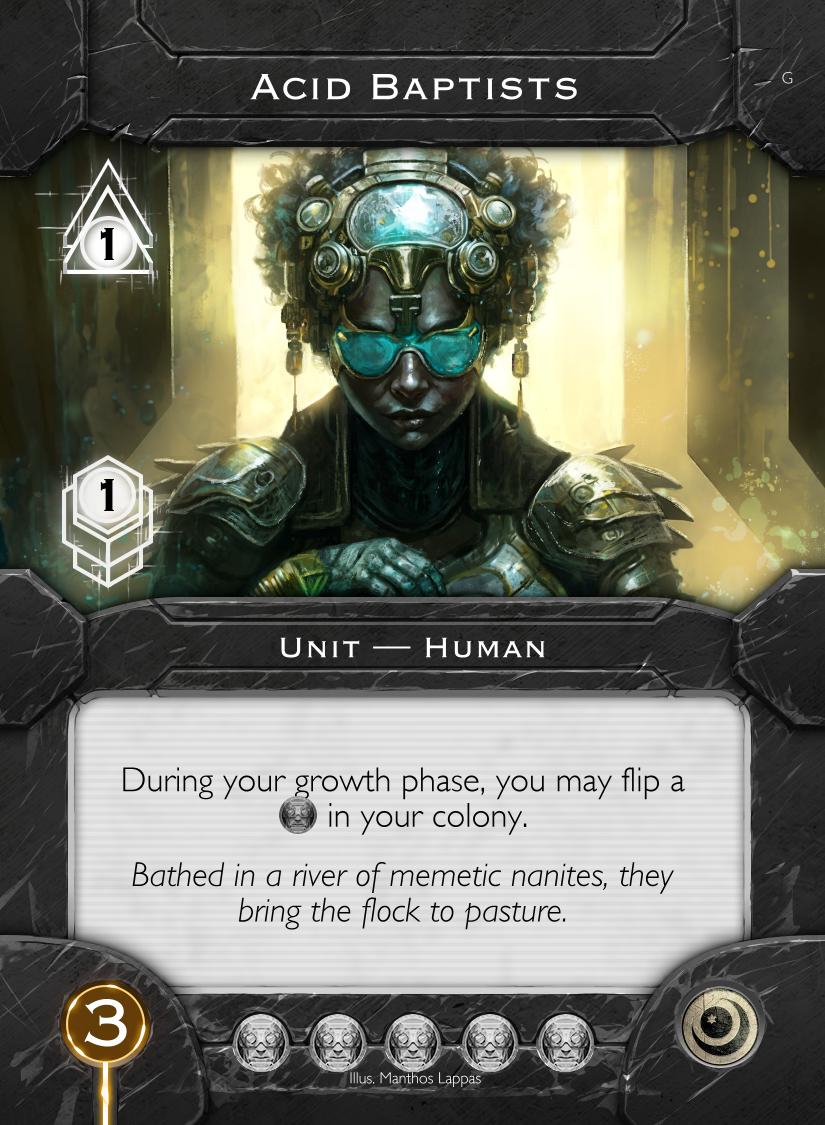 Acid Baptists
G
1
1
Unit — Human
During your growth phase, you may flip a
in your colony.
Bathed in a river of memetic nanites, they
bring the flock to pasture.
3
Illus. Manthos Lappas